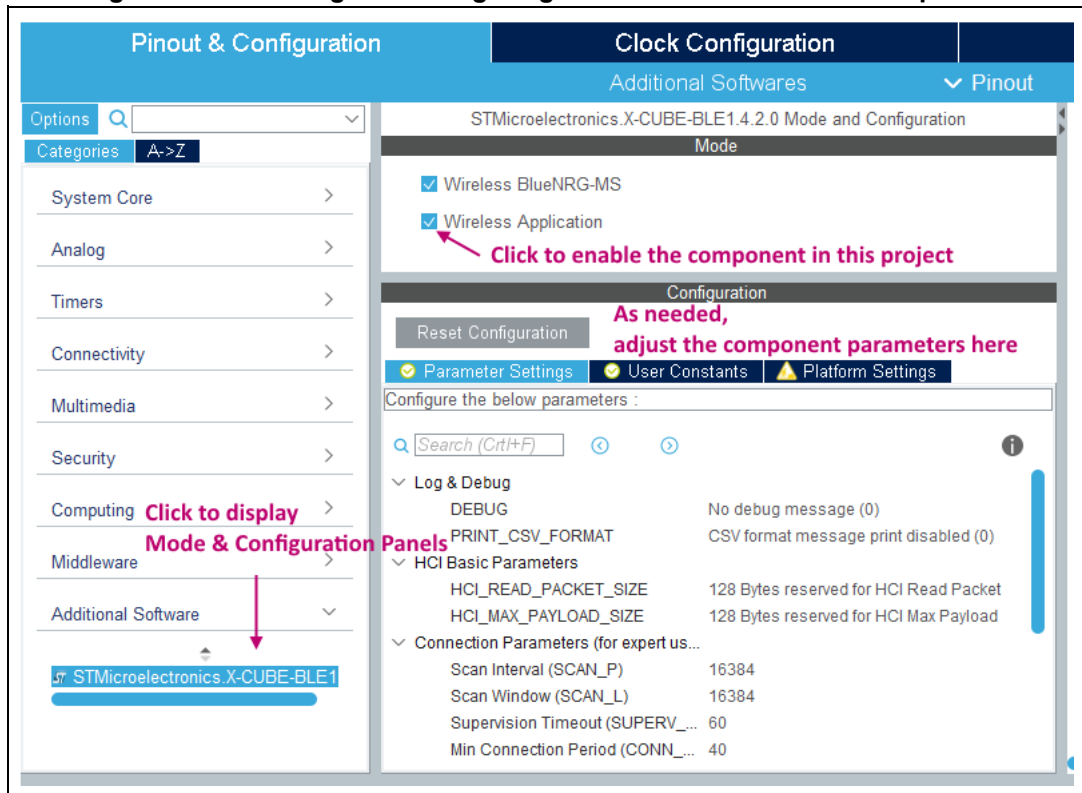 Pinout & Configuration
Clock Configuration
Additional Softwares
Pinout
Options
Categories
A->Z
System Core
Analog
Timers
Connectivity
Multimedia
Security
Computing
Click to display
Mode & Configuration Panels
Middleware
Additional Software
STMicroelectronics.X-CUBE-BLE1
STMicroelectronics.X-CUBE-BLE1.4.2.0 Mode and Configuration
Mode
Wireless BlueNRG-MS
Wireless Application
Click to enable the component in this project
Configuration
Reset Configuration
As needed,
adjust the component parameters here
Parameter Settings
User Constants
Platform Settings
Configure the below parameters :
Search (Crtl+F)
Log & Debug
DEBUG No debug message (0)
PRINT_CSV_FORMAT CSV format message print disabled (0)
HCI Basic Parameters
HCI_READ_PACKET_SIZE 128 Bytes reserved for HCI Read Packet
HCI_MAX_PAYLOAD_SIZE 128 Bytes reserved for HCI Max Payload
Connection Parameters (for expert us...
Scan Interval (SCAN_P) 16384
Scan Window (SCAN_L) 16384
Supervision Timeout (SUPERV_... 60
Min Connection Period (CONN_... 40